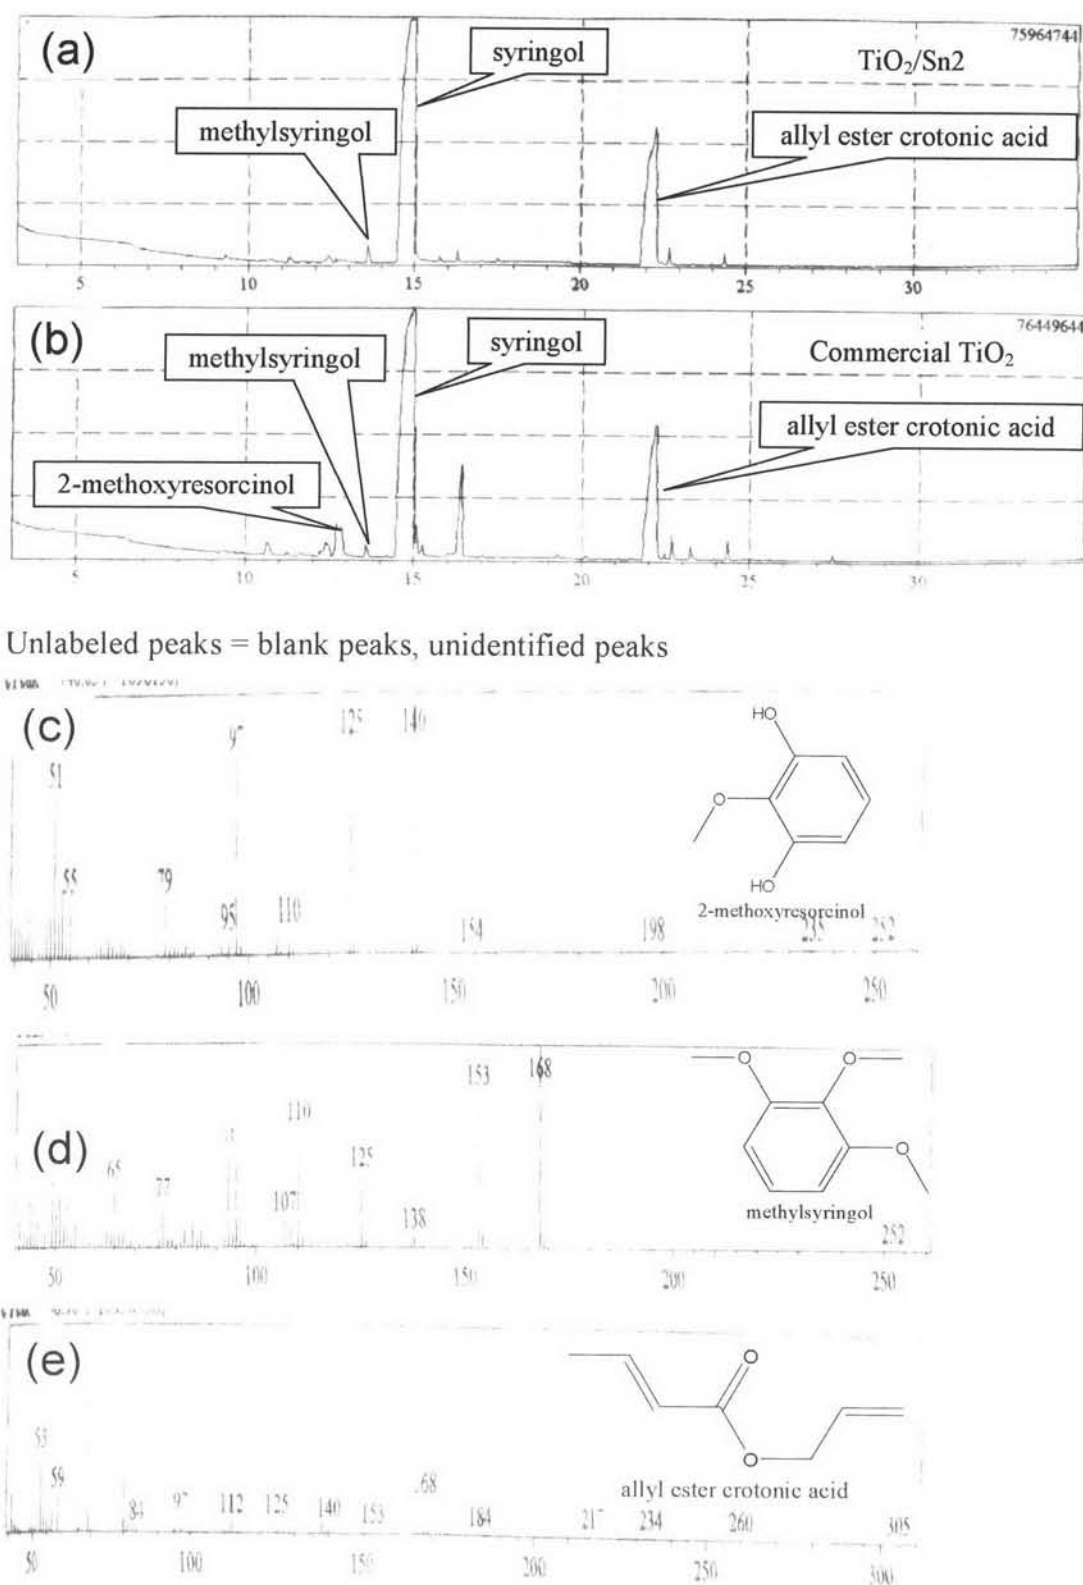 (a)
75964744
TiO₂/Sn2
syringol
methylsyringol
allyl ester crotonic acid
5 10 15 20 25 30
(b)
76449644
Commercial TiO₂
syringol
methylsyringol
allyl ester crotonic acid
2-methoxyresorcinol
5 10 15 20 25 30
Unlabeled peaks = blank peaks, unidentified peaks
(c)
125 140
51
55 79 95 110 154 198 235 252
HO
O
HO
2-methoxyresorcinol
50 100 150 200 250
(d)
153 168
110
65 77 107 125 138 252
O O
O
methylsyringol
50 100 150 200 250
(e)
53
59
84 97 112 125 140 153 184 217 234 260 305
O
O
allyl ester crotonic acid
50 100 150 200 250 300